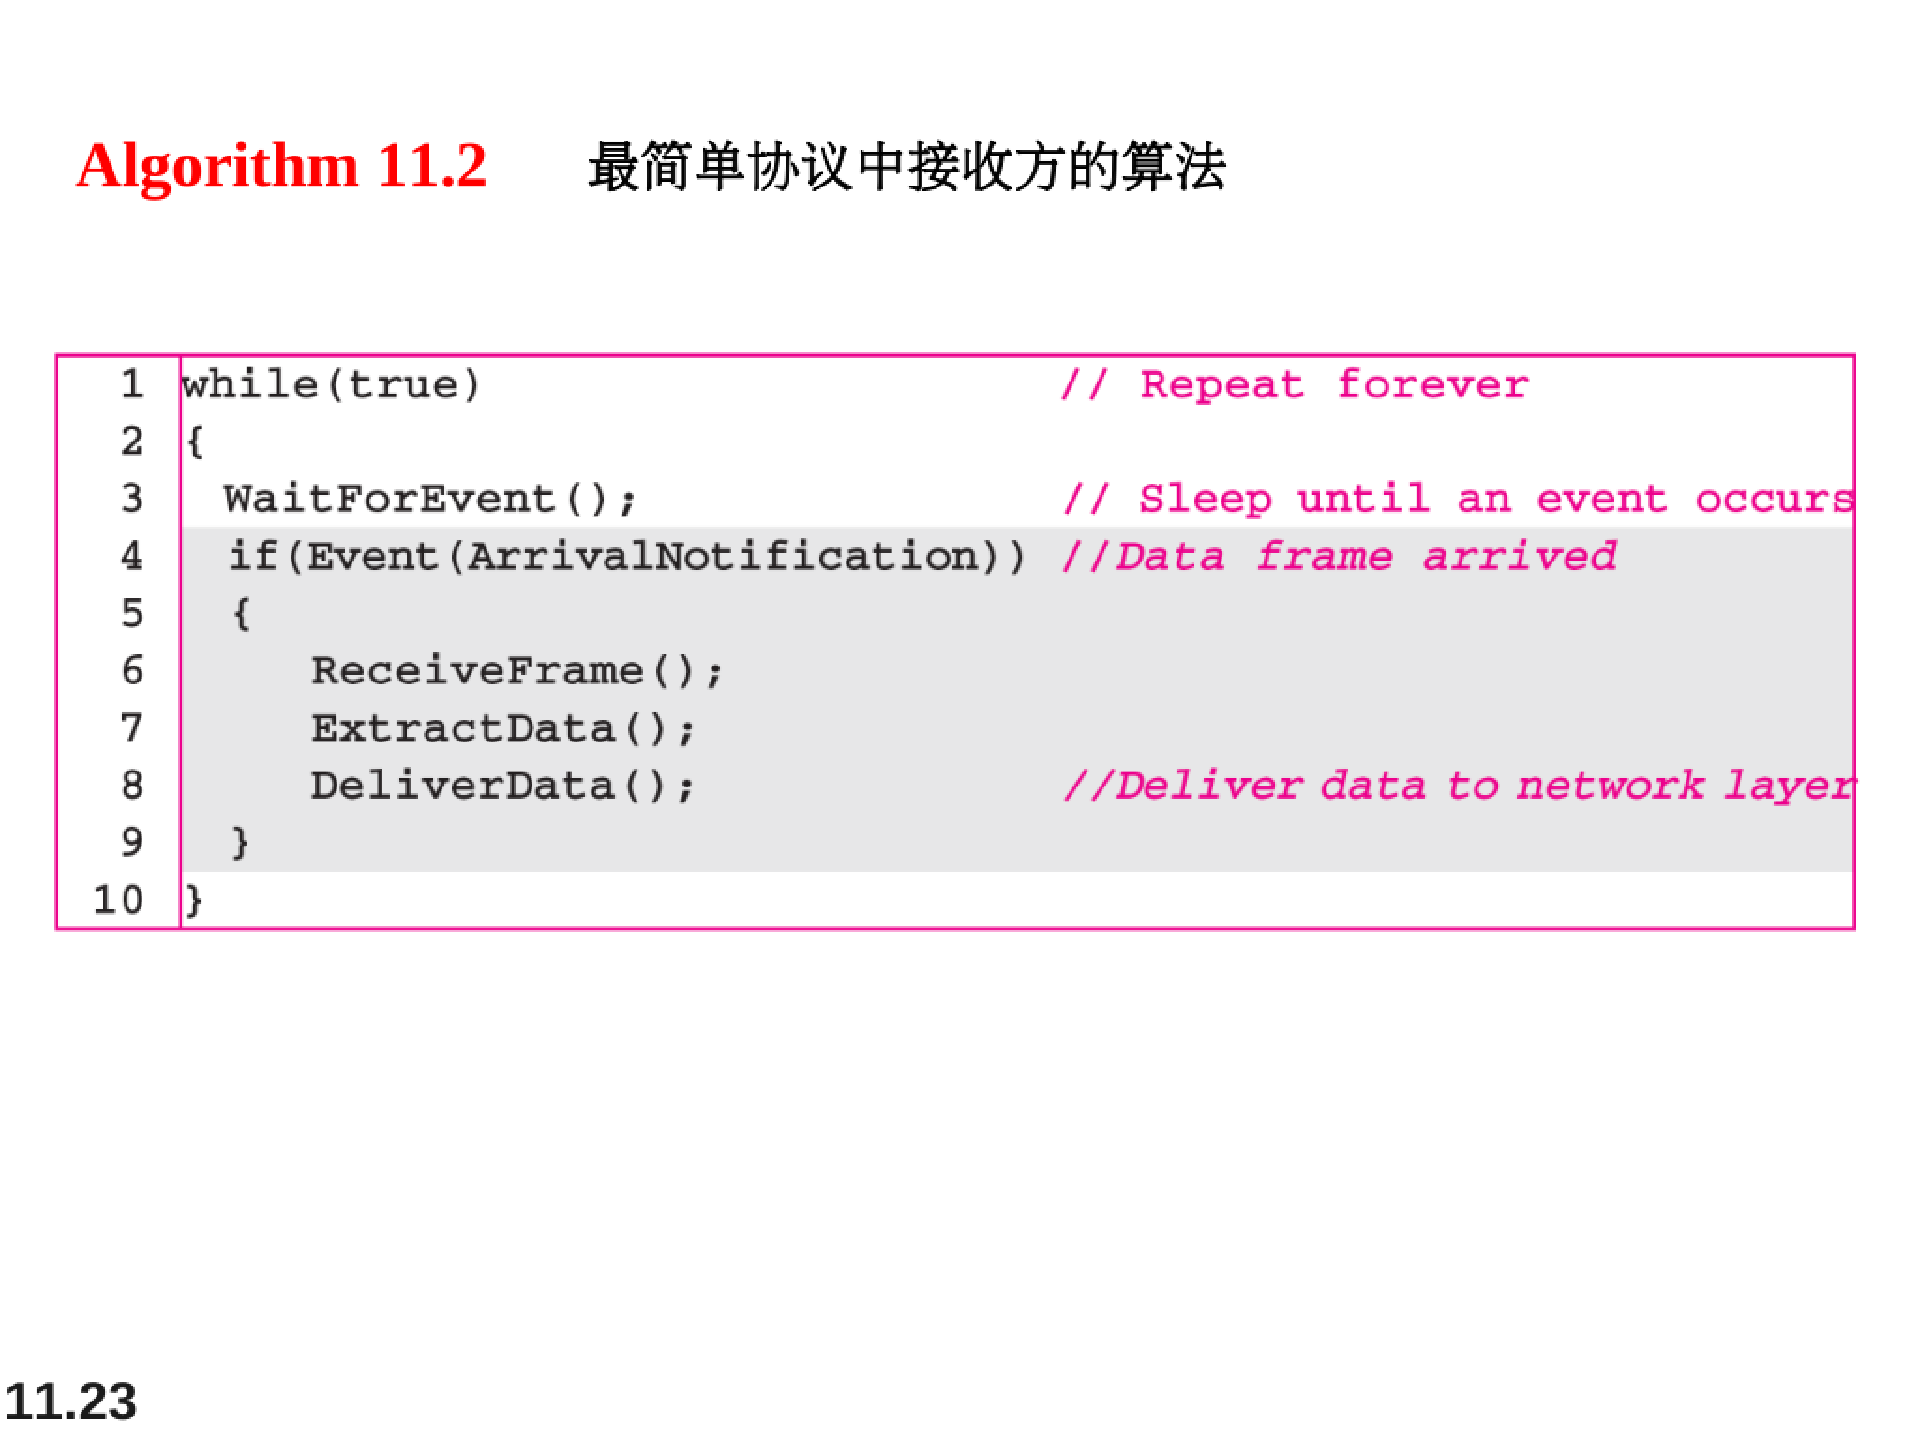 Algorithm 11.2 最简单协议中接收方的算法
1 while(true) // Repeat forever
2 {
3 WaitForEvent(); // Sleep until an event occurs
4 if(Event(ArrivalNotification)) //Data frame arrived
5 {
6 ReceiveFrame();
7 ExtractData();
8 DeliverData(); //Deliver data to network layer
9 }
10 }
11.23